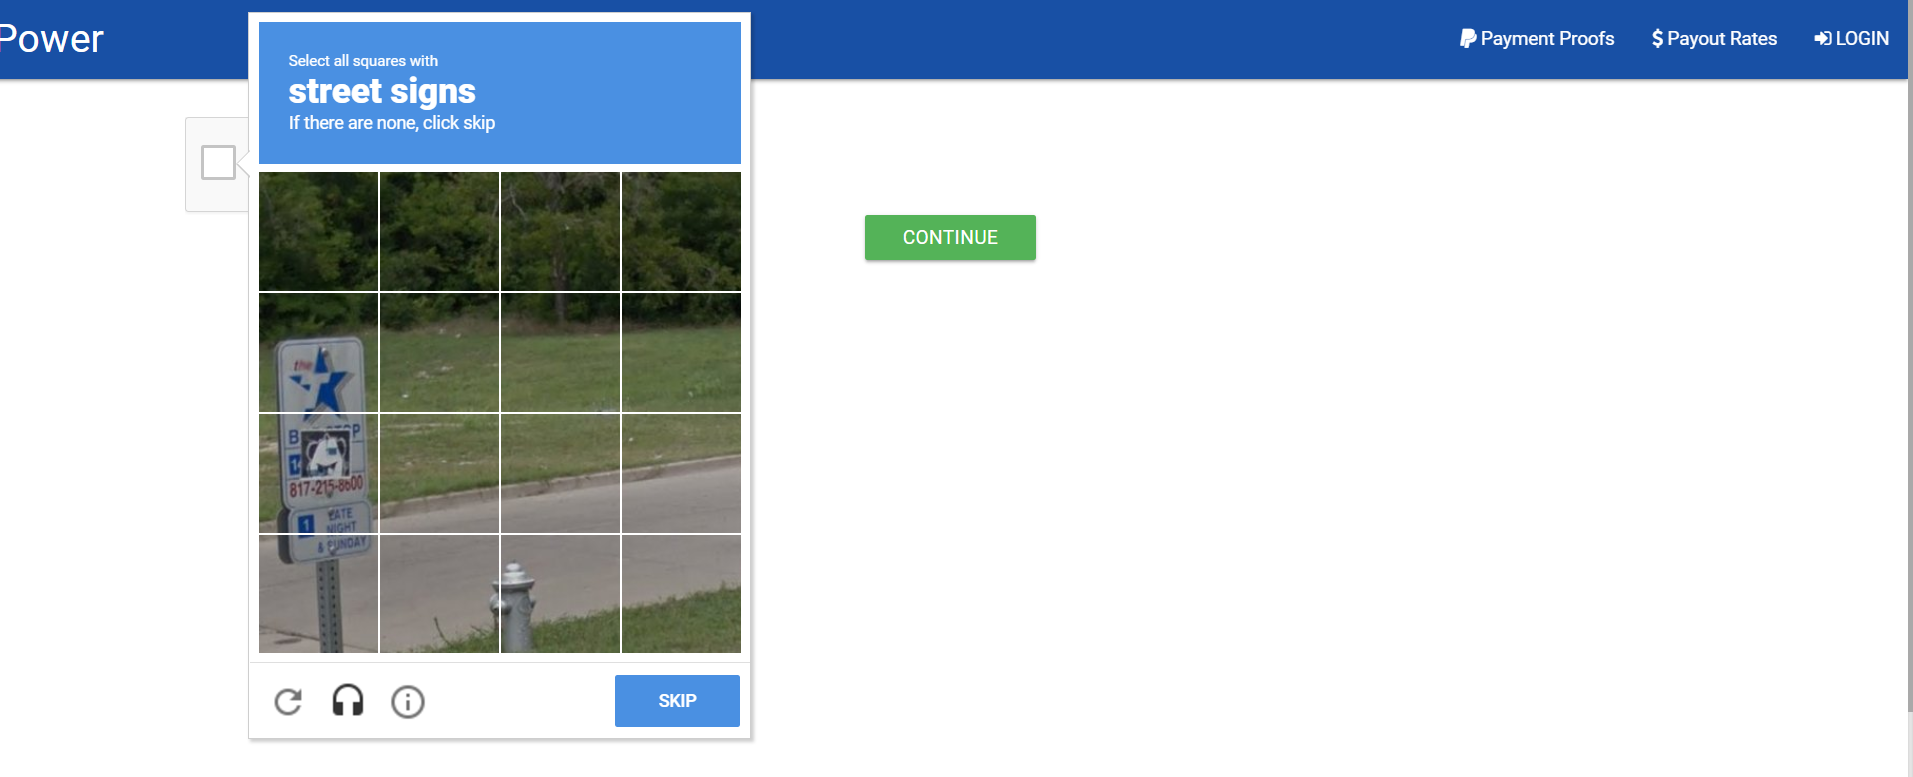 Power
Payment Proofs
Payout Rates
LOGIN
Select all squares with
street signs
If there are none, click skip
CONTINUE
the
STOP
817-215-8600
1 LATE
NIGHT
& SUNDAY
SKIP